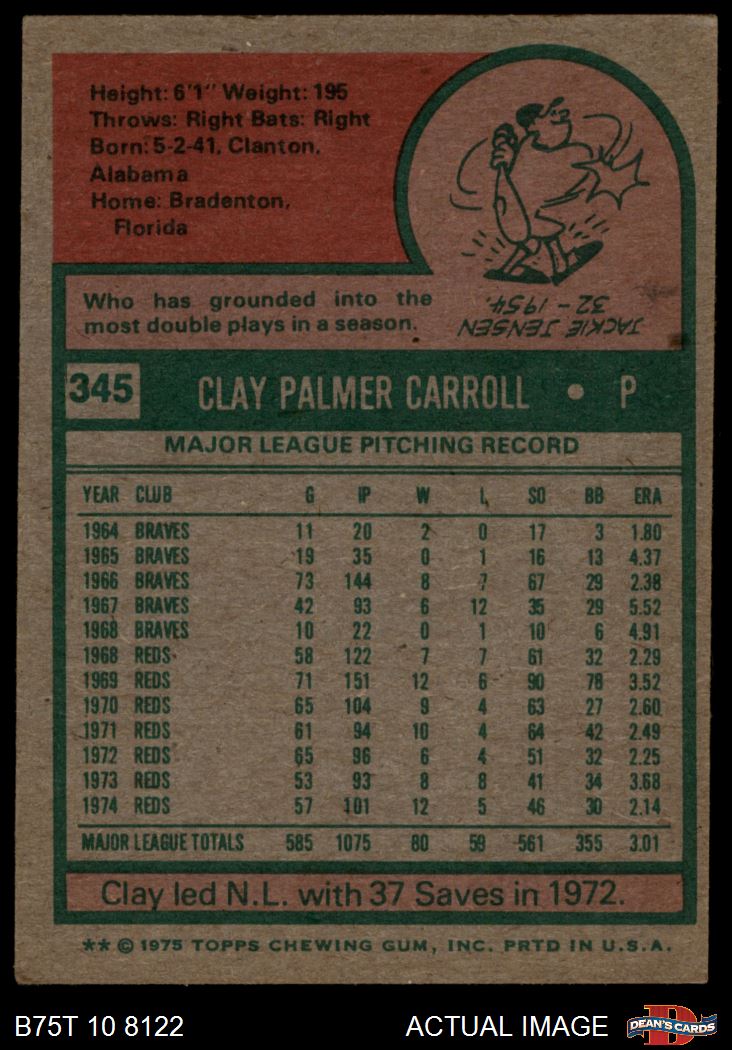 Height: 6'1" Weight: 195
Throws: Right Bats: Right
Born: 5-2-41, Clanton,
Alabama
Home: Bradenton,
Florida
Who has grounded into the
most double plays in a season.
JACKIE JENSEN
32 - 1954.
345 CLAY PALMER CARROLL • P
MAJOR LEAGUE PITCHING RECORD
YEAR CLUB G IP W L SO BB ERA
1964 BRAVES 11 20 2 0 17 3 1.80
1965 BRAVES 19 35 0 1 16 13 4.37
1966 BRAVES 73 144 8 7 67 29 2.38
1967 BRAVES 42 93 6 12 35 29 5.52
1968 BRAVES 10 22 0 1 10 6 4.91
1968 REDS 58 122 7 7 61 32 2.29
1969 REDS 71 151 12 6 90 78 3.52
1970 REDS 65 104 9 4 63 27 2.60
1971 REDS 61 94 10 4 64 42 2.49
1972 REDS 65 96 6 4 51 32 2.25
1973 REDS 53 93 8 8 41 34 3.68
1974 REDS 57 101 12 5 46 30 2.14
MAJOR LEAGUE TOTALS 585 1075 80 59 561 355 3.01
Clay led N.L. with 37 Saves in 1972.
** © 1975 TOPPS CHEWING GUM, INC. PRTD IN U.S.A.
B75T 10 8122 ACTUAL IMAGE D DEAN'S CARDS